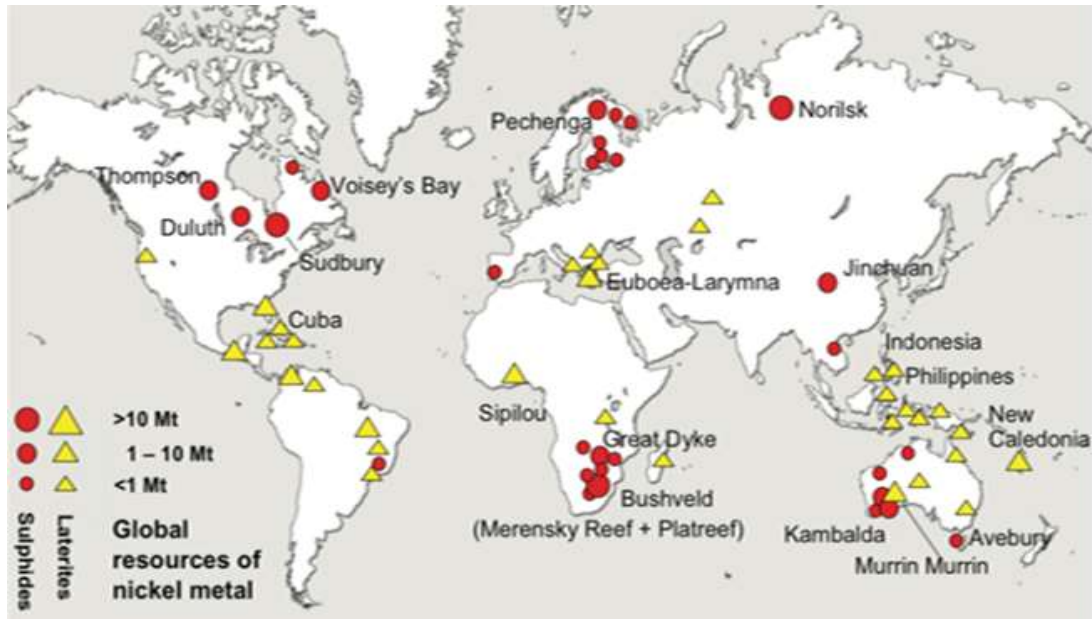 Pechenga
Norilsk
Thompson
Voisey's Bay
Duluth
Sudbury
Jinchuan
Euboea-Larymna
Cuba
Indonesia
Philippines
Sipilou
New
Caledonia
Great Dyke
>10 Mt
1 – 10 Mt
<1 Mt
Sulphides
Laterites
Global
resources of
nickel metal
Bushveld
(Merensky Reef + Platreef)
Kambalda
Avebury
Murrin Murrin